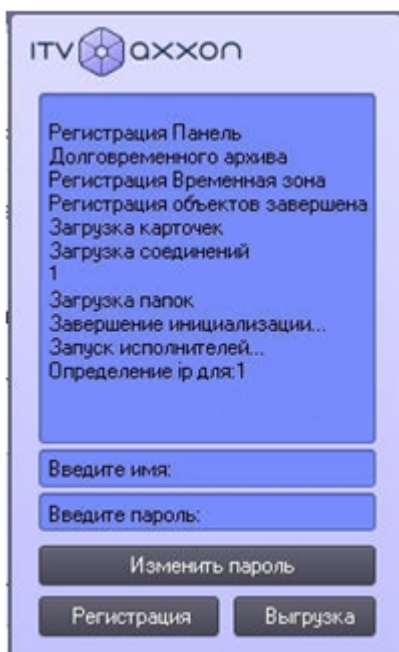 ITV axxon
Регистрация Панель
Долговременного архива
Регистрация Временная зона
Регистрация объектов завершена
Загрузка карточек
Загрузка соединений
1
Загрузка папок
Завершение инициализации...
Запуск исполнителей...
Определение ip для:1
Введите имя:
Введите пароль:
Изменить пароль
Регистрация Выгрузка